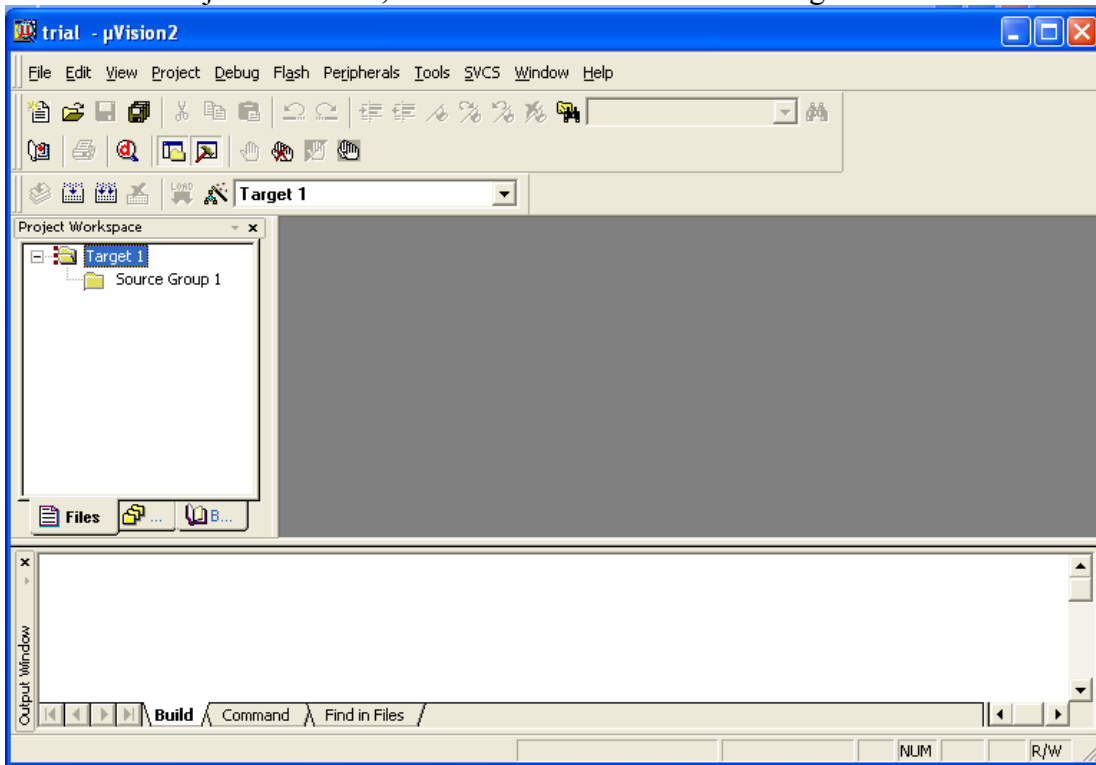 trial - µVision2
File Edit View Project Debug Flash Peripherals Tools SVCS Window Help
LOAD Target 1
Project Workspace
Target 1
Source Group 1
Files ... B...
Output Window
Build Command Find in Files
NUM R/W